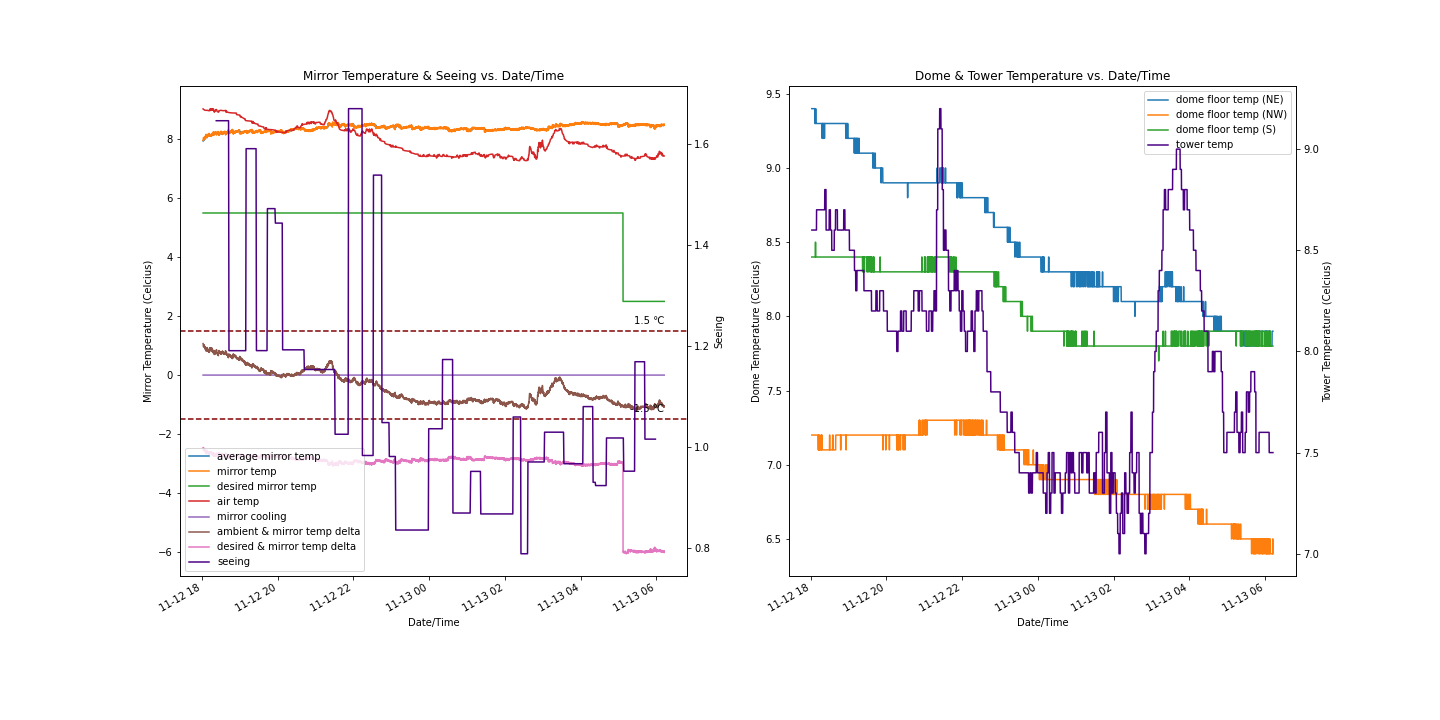 Mirror Temperature & Seeing vs. Date/Time
Mirror Temperature (Celcius)
8
6
4
2
0
−2
−4
−6
1.6
1.4
1.2
1.0
0.8
Seeing
1.5 °C
-1.5 °C
average mirror temp
mirror temp
desired mirror temp
air temp
mirror cooling
ambient & mirror temp delta
desired & mirror temp delta
seeing
11-12 18
11-12 20
11-12 22
11-13 00
11-13 02
11-13 04
11-13 06
Date/Time
Dome & Tower Temperature vs. Date/Time
Dome Temperature (Celcius)
9.5
9.0
8.5
8.0
7.5
7.0
6.5
dome floor temp (NE)
dome floor temp (NW)
dome floor temp (S)
tower temp
9.0
8.5
8.0
7.5
7.0
Tower Temperature (Celcius)
11-12 18
11-12 20
11-12 22
11-13 00
11-13 02
11-13 04
11-13 06
Date/Time